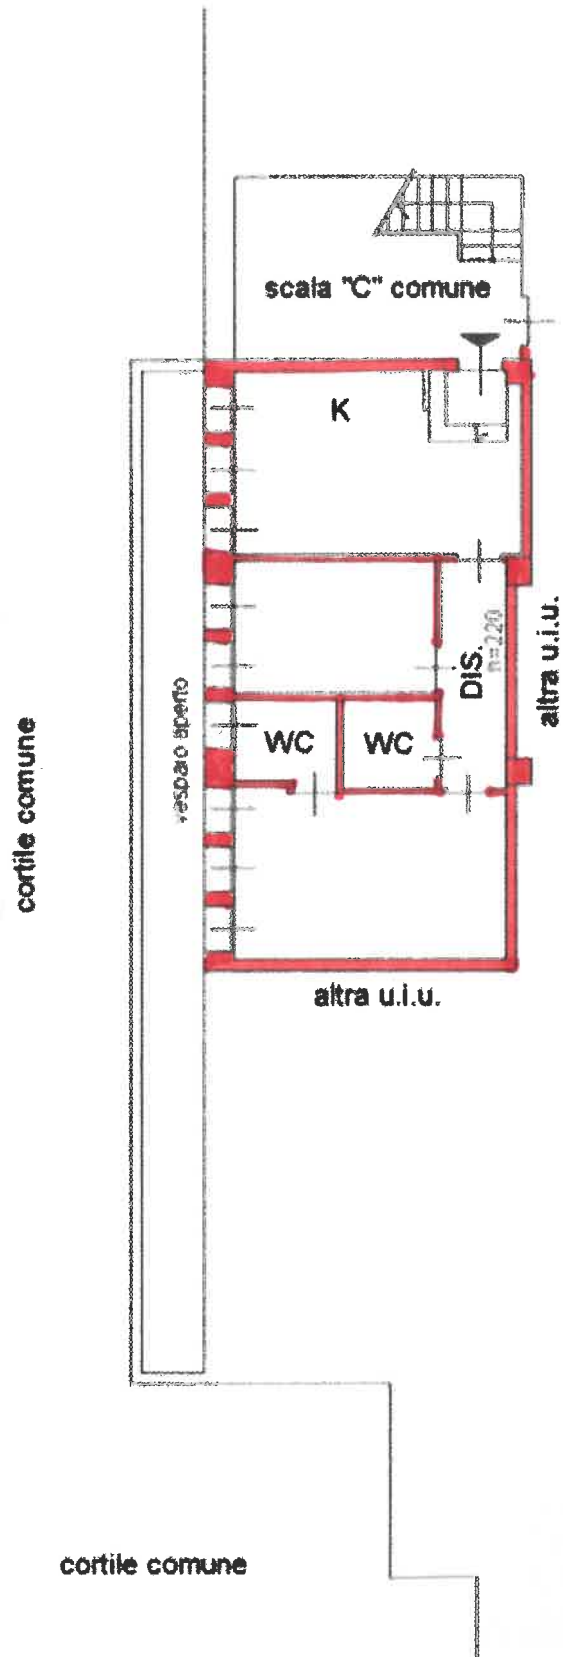 scala "C" comune
K
DIS.
h=220
altra u.i.u.
WC
WC
vespaio aperto
cortile comune
altra u.i.u.
cortile comune